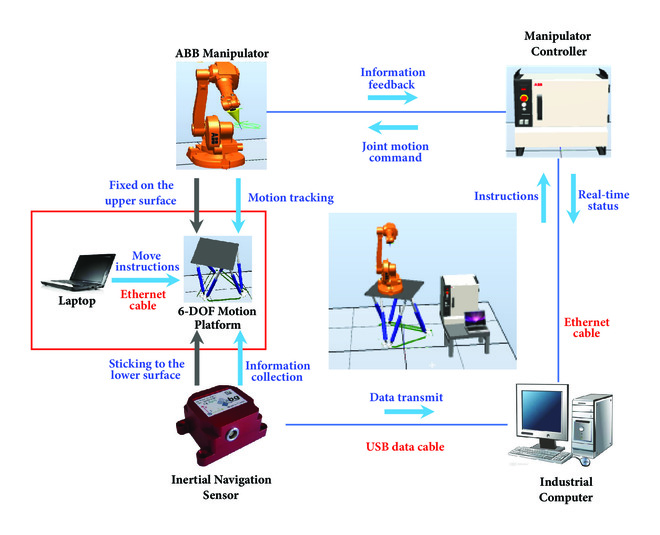 ABB Manipulator
Manipulator
Controller
Information
feedback
Joint motion
command
Fixed on the
upper surface
Motion tracking
Instructions
Real-time
status
Move
instructions
Laptop
Ethernet
cable
6-DOF Motion
Platform
Ethernet
cable
Sticking to the
lower surface
Information
collection
Data transmit
USB data cable
Inertial Navigation
Sensor
Industrial
Computer
ABB